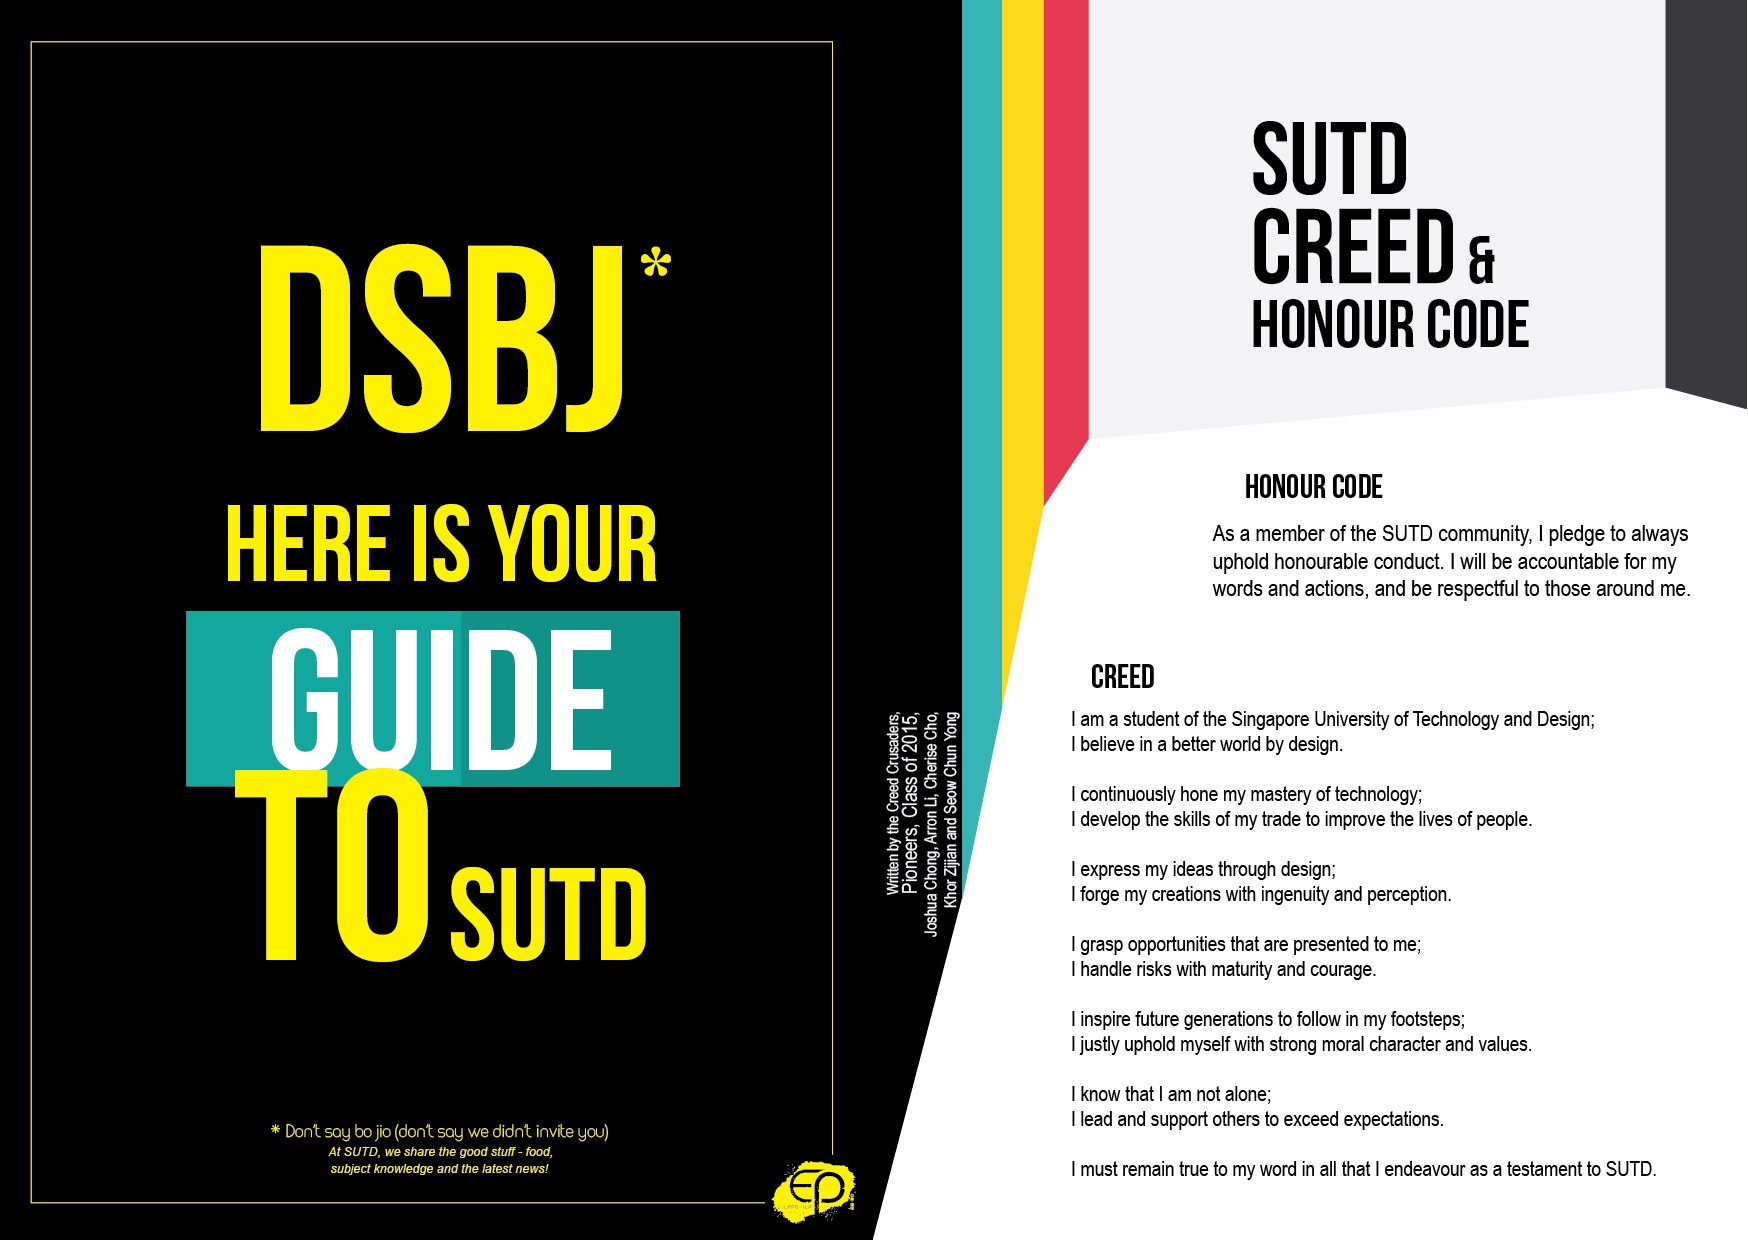 DSBJ*
HERE IS YOUR
GUIDE
TO SUTD
* Don't say bo jio (don't say we didn't invite you)
At SUTD, we share the good stuff - food,
subject knowledge and the latest news!
EP
Written by the Creed Crusaders,
Pioneers, Class of 2015,
Joshua Chong, Arron Li, Cherise Cho,
Khor Zijian and Seow Chun Yong
SUTD
CREED &
HONOUR CODE
HONOUR CODE
As a member of the SUTD community, I pledge to always
uphold honourable conduct. I will be accountable for my
words and actions, and be respectful to those around me.
CREED
I am a student of the Singapore University of Technology and Design;
I believe in a better world by design.
I continuously hone my mastery of technology;
I develop the skills of my trade to improve the lives of people.
I express my ideas through design;
I forge my creations with ingenuity and perception.
I grasp opportunities that are presented to me;
I handle risks with maturity and courage.
I inspire future generations to follow in my footsteps;
I justly uphold myself with strong moral character and values.
I know that I am not alone;
I lead and support others to exceed expectations.
I must remain true to my word in all that I endeavour as a testament to SUTD.